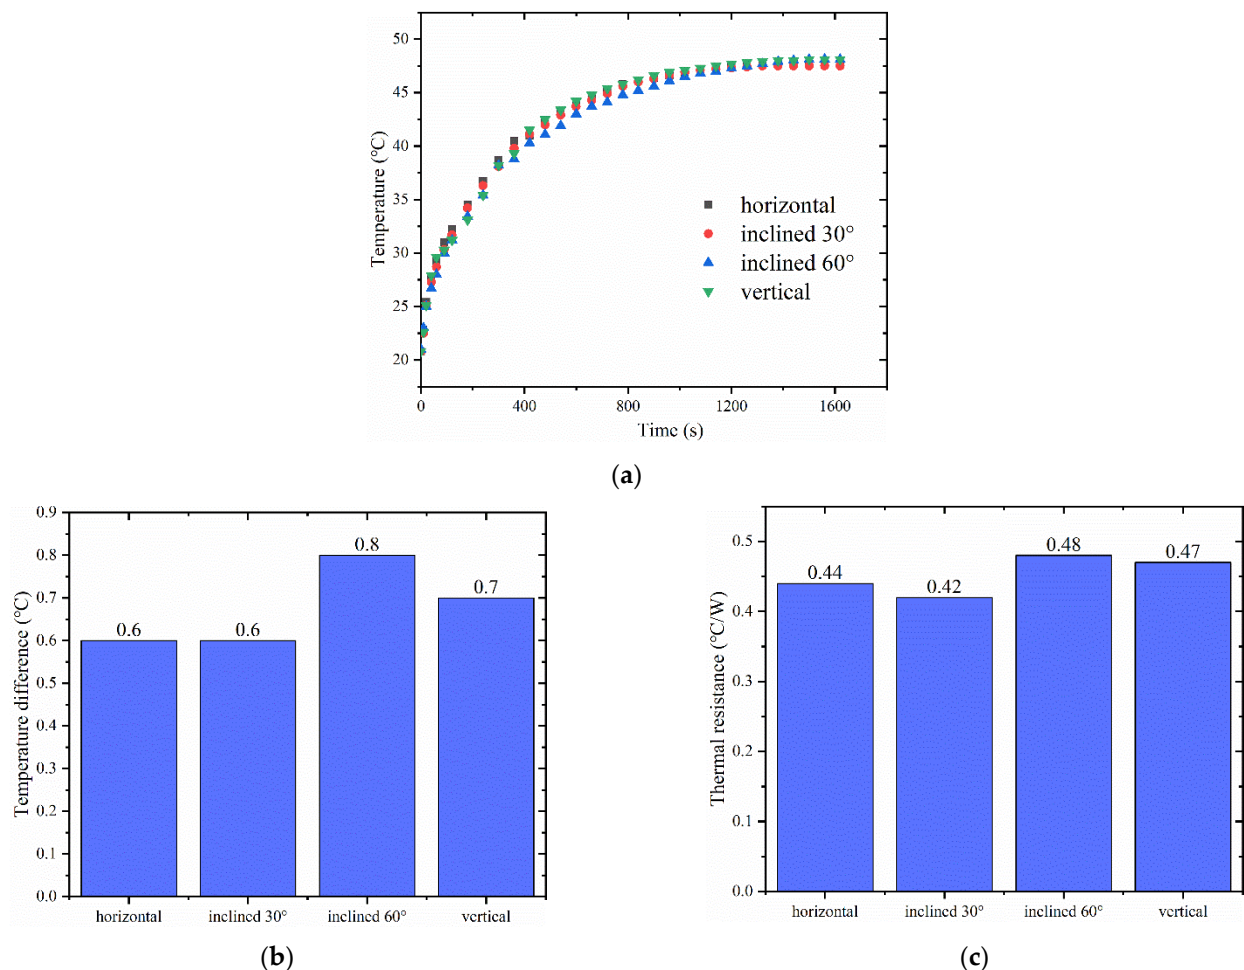 50
45
40
35
30
25
20
Temperature (°C)
horizontal
inclined 30°
inclined 60°
vertical
0
400
800
1200
1600
Time (s)
(a)
0.9
0.8
0.7
0.6
0.5
0.4
0.3
0.2
0.1
0.0
Temperature difference (°C)
0.6
0.6
0.8
0.7
horizontal
inclined 30°
inclined 60°
vertical
(b)
0.5
0.4
0.3
0.2
0.1
0.0
Thermal resistance (°C/W)
0.44
0.42
0.48
0.47
horizontal
inclined 30°
inclined 60°
vertical
(c)